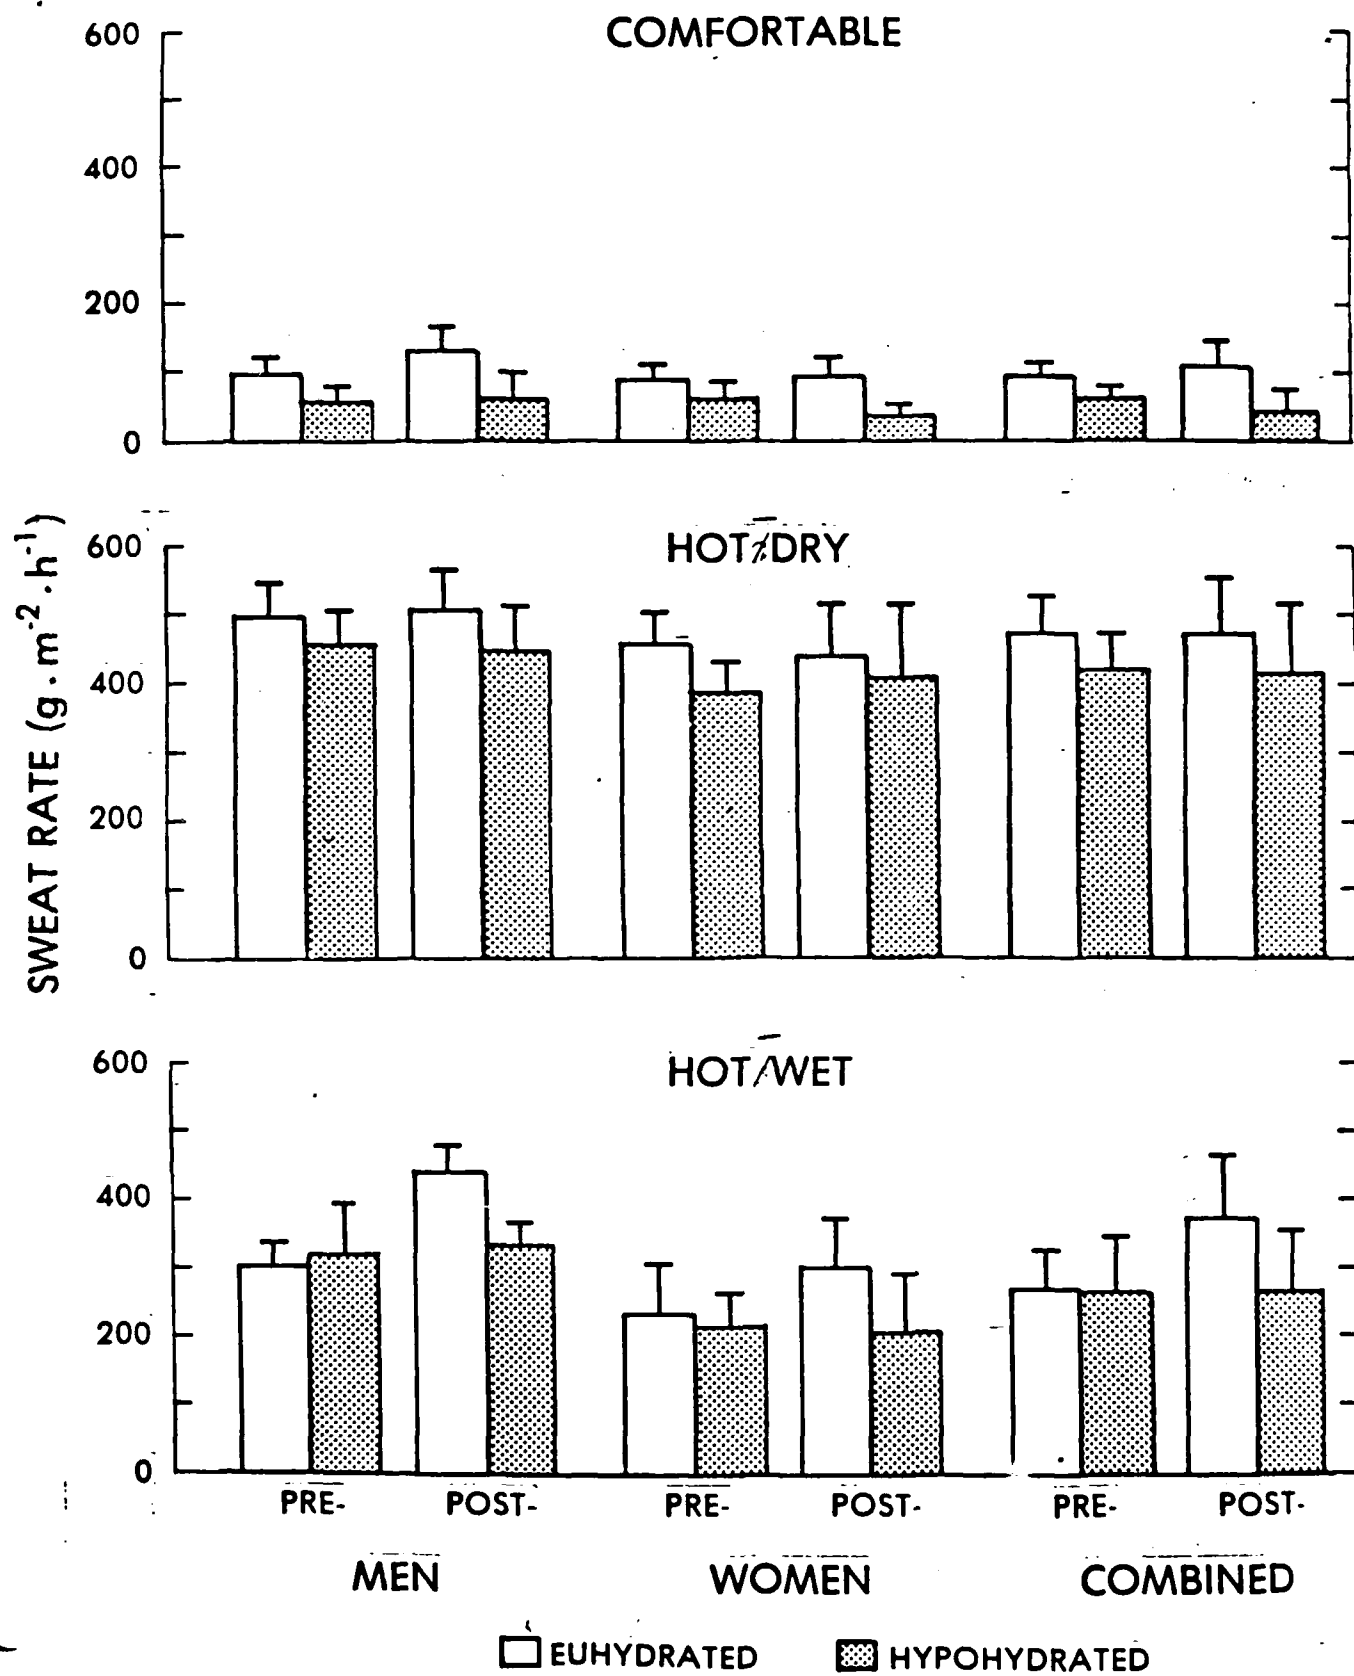 COMFORTABLE
600
400
200
0
HOT/DRY
600
400
200
0
SWEAT RATE (g·m⁻²·h⁻¹)
HOT/WET
600
400
200
0
PRE- POST- PRE- POST- PRE- POST-
MEN WOMEN COMBINED
EUHYDRATED HYPOHYDRATED